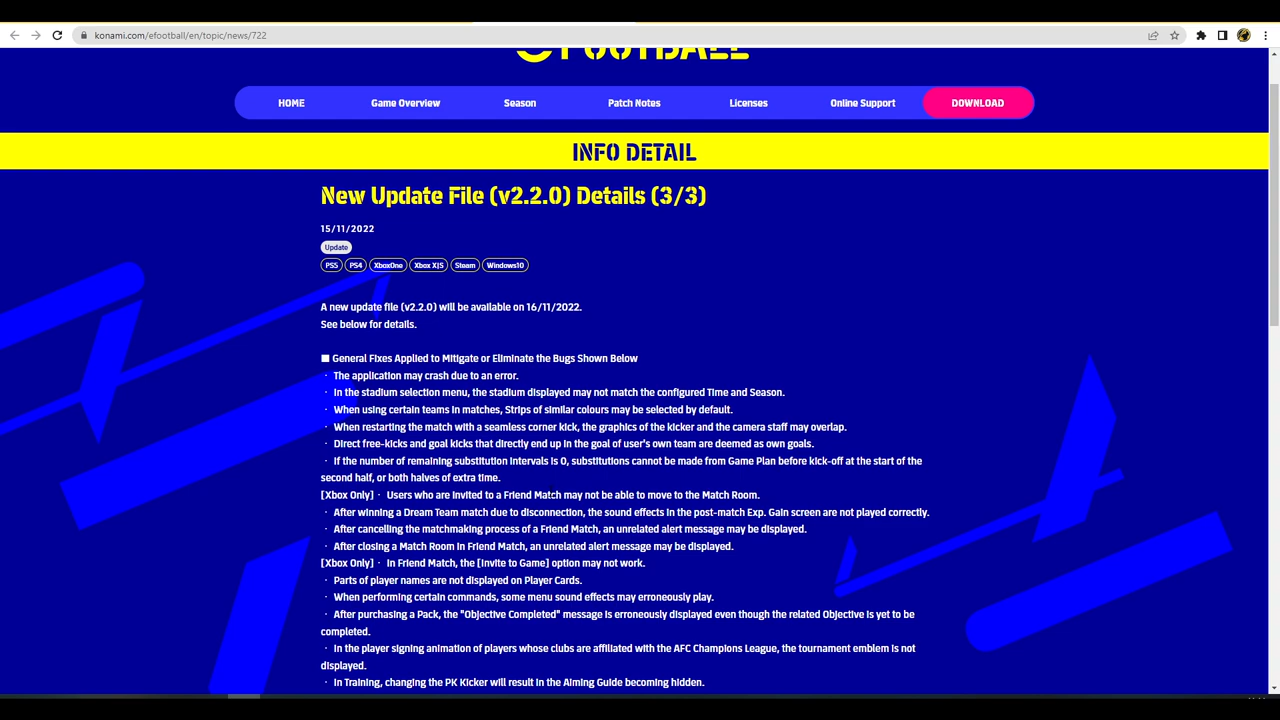 konami.com/efootball/en/topic/news/722
FOOTBALL
HOME Game Overview Season Patch Notes Licenses Online Support DOWNLOAD
INFO DETAIL
New Update File (v2.2.0) Details (3/3)
15/11/2022
Update
PS5 PS4 XboxOne Xbox X|S Steam Windows10
A new update file (v2.2.0) will be available on 16/11/2022.
See below for details.
■ General Fixes Applied to Mitigate or Eliminate the Bugs Shown Below
・ The application may crash due to an error.
・ In the stadium selection menu, the stadium displayed may not match the configured Time and Season.
・ When using certain teams in matches, Strips of similar colours may be selected by default.
・ When restarting the match with a seamless corner kick, the graphics of the kicker and the camera staff may overlap.
・ Direct free-kicks and goal kicks that directly end up in the goal of user's own team are deemed as own goals.
・ If the number of remaining substitution intervals is 0, substitutions cannot be made from Game Plan before kick-off at the start of the
second half, or both halves of extra time.
[Xbox Only]・ Users who are invited to a Friend Match may not be able to move to the Match Room.
・ After winning a Dream Team match due to disconnection, the sound effects in the post-match Exp. Gain screen are not played correctly.
・ After cancelling the matchmaking process of a Friend Match, an unrelated alert message may be displayed.
・ After closing a Match Room in Friend Match, an unrelated alert message may be displayed.
[Xbox Only]・ In Friend Match, the [Invite to Game] option may not work.
・ Parts of player names are not displayed on Player Cards.
・ When performing certain commands, some menu sound effects may erroneously play.
・ After purchasing a Pack, the "Objective Completed" message is erroneously displayed even though the related Objective is yet to be
completed.
・ In the player signing animation of players whose clubs are affiliated with the AFC Champions League, the tournament emblem is not
displayed.
・ In Training, changing the PK Kicker will result in the Aiming Guide becoming hidden.